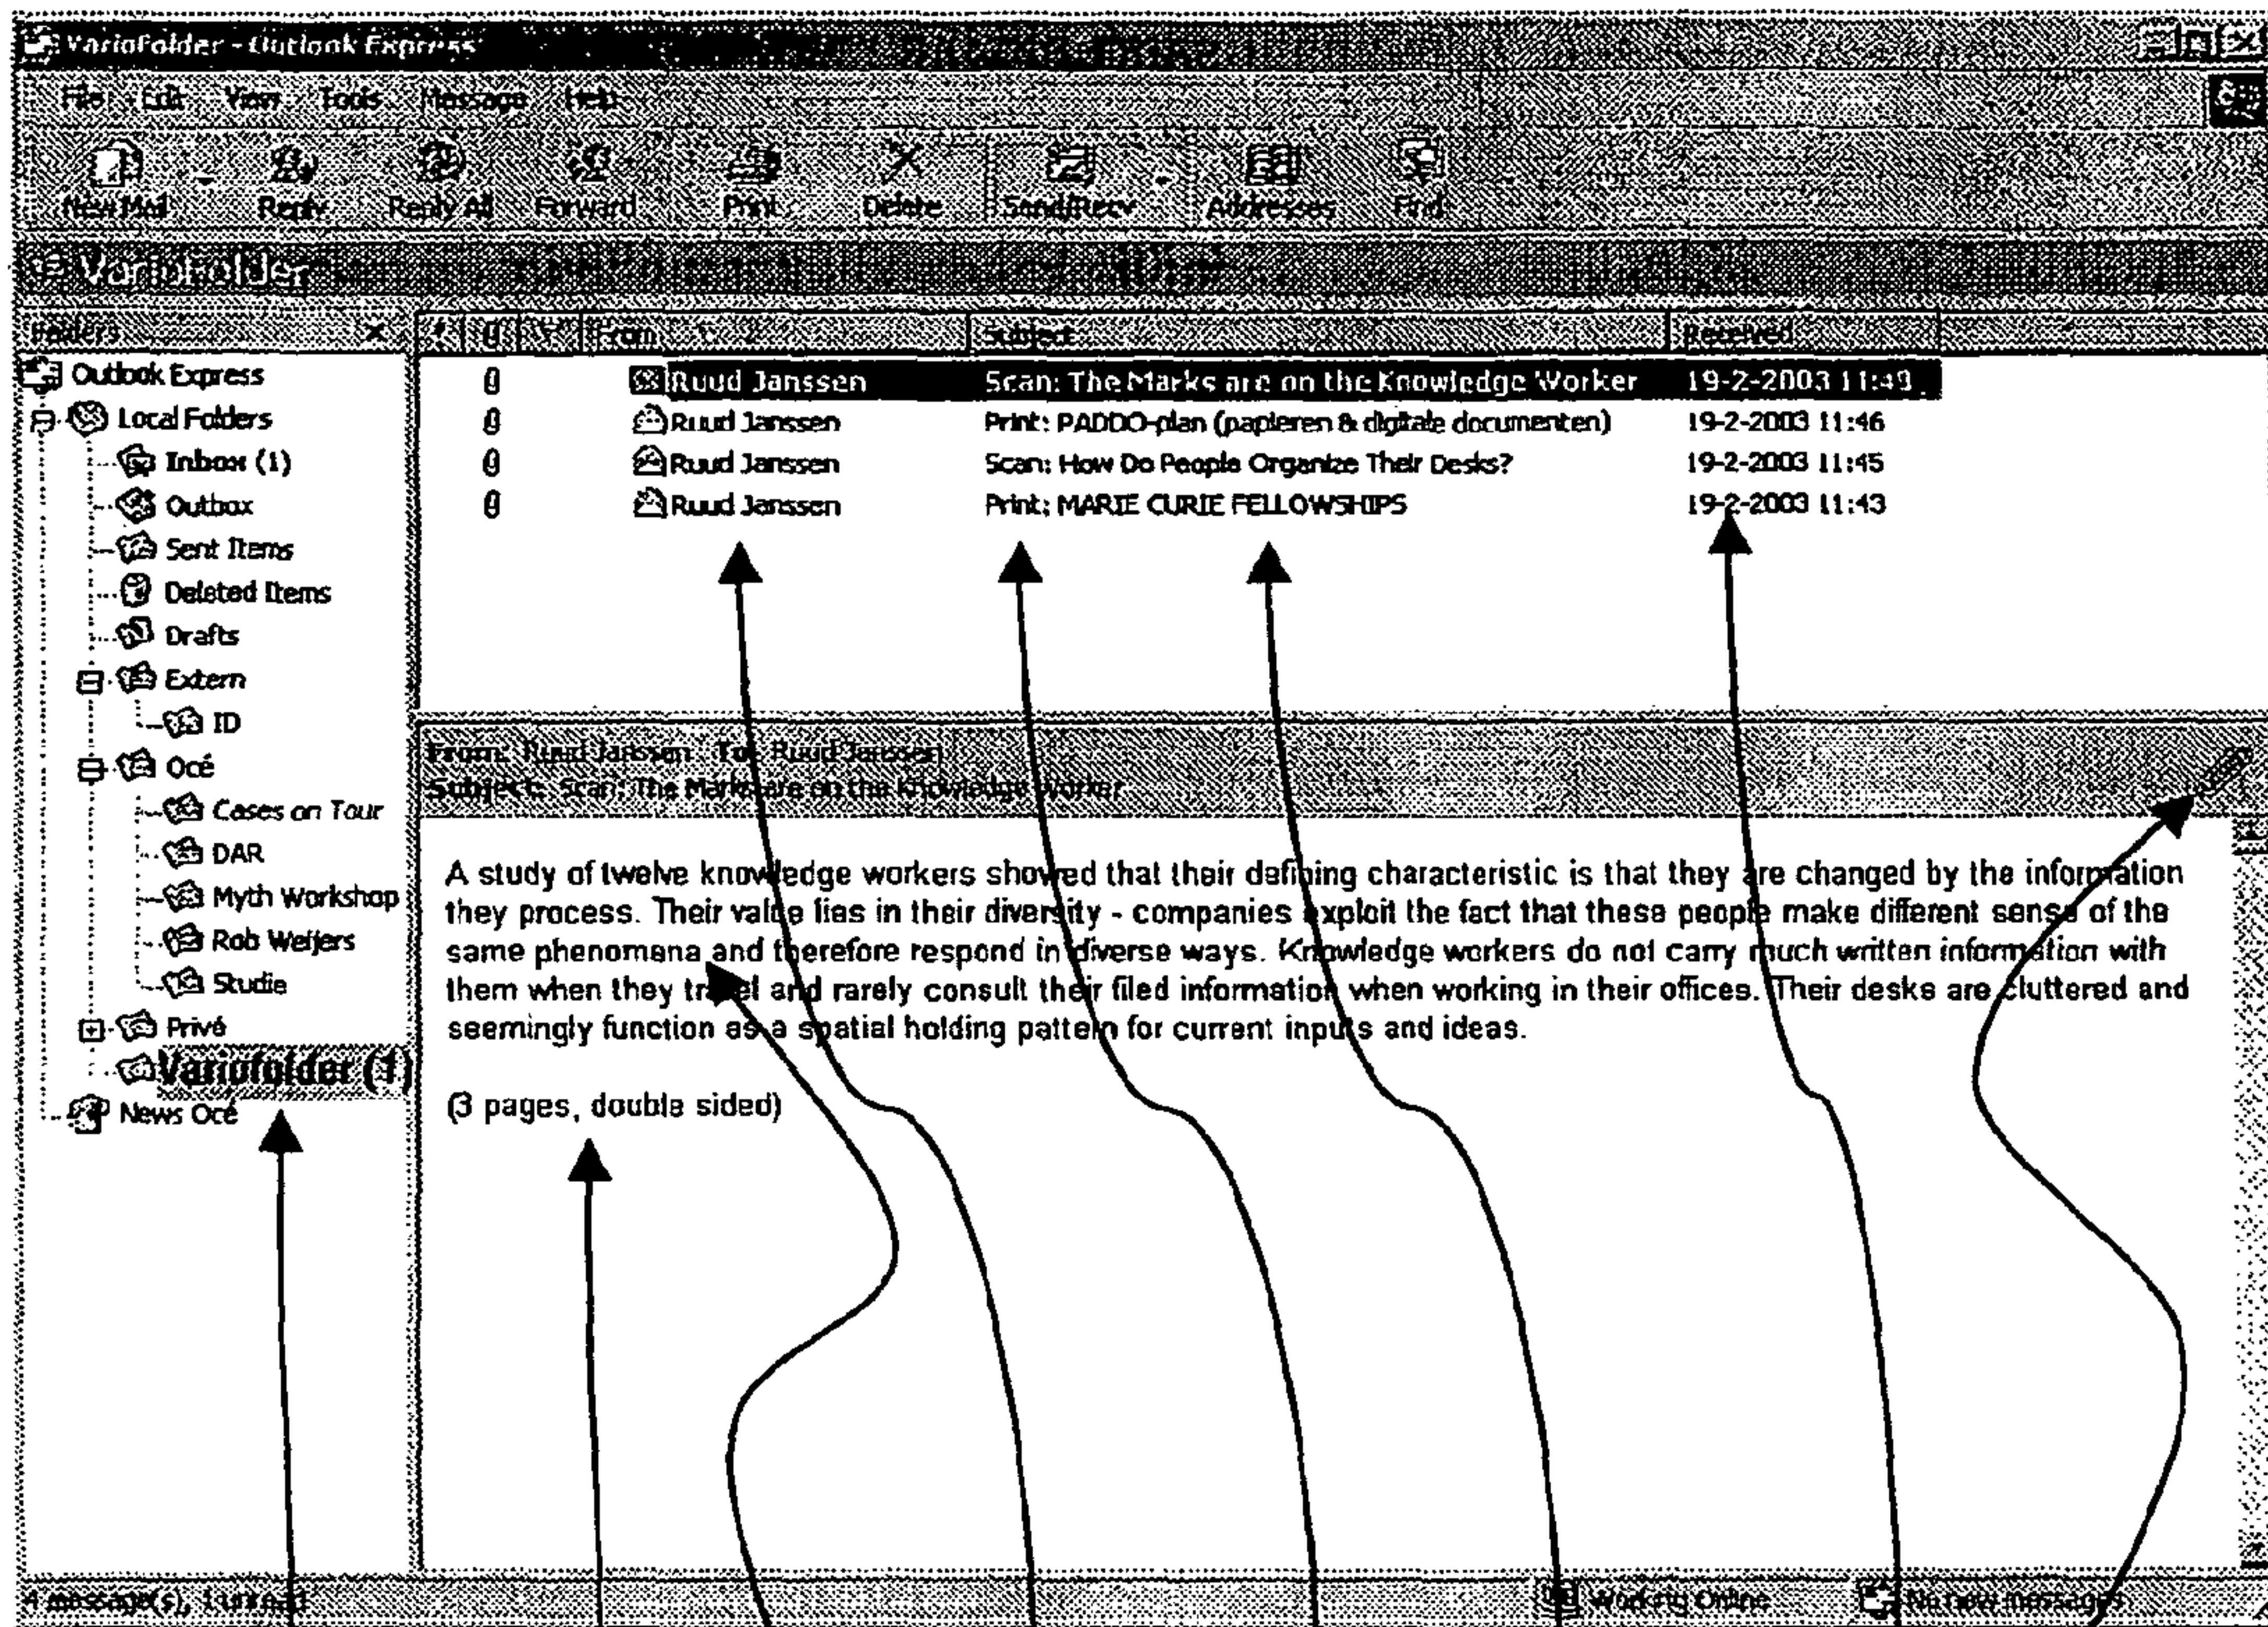 VarioFolder - Outlook Express
File Edit View Tools Message Help
New Mail Reply Reply All Forward Print Delete Send/Recv Addresses Find
VarioFolder
Folders
From Subject Received
Outlook Express
Local Folders
Inbox (1)
Outbox
Sent Items
Deleted Items
Drafts
Extern
ID
Océ
Cases on Tour
DAR
Myth Workshop
Rob Weijers
Studie
Privé
Variofolder (1)
News Océ
Ruud Janssen Scan: The Marks are on the Knowledge Worker 19-2-2003 11:49
Ruud Janssen Print: PADDO-plan (papieren & digitale documenten) 19-2-2003 11:46
Ruud Janssen Scan: How Do People Organize Their Desks? 19-2-2003 11:45
Ruud Janssen Print: MARIE CURIE FELLOWSHIPS 19-2-2003 11:43
From: Ruud Janssen To: Ruud Janssen
Subject: Scan: The Marks are on the Knowledge Worker
A study of twelve knowledge workers showed that their defining characteristic is that they are changed by the information
they process. Their value lies in their diversity - companies exploit the fact that these people make different sense of the
same phenomena and therefore respond in diverse ways. Knowledge workers do not carry much written information with
them when they travel and rarely consult their filed information when working in their offices. Their desks are cluttered and
seemingly function as a spatial holding pattern for current inputs and ideas.
(3 pages, double sided)
4 message(s), 1 unread Working Online No new messages